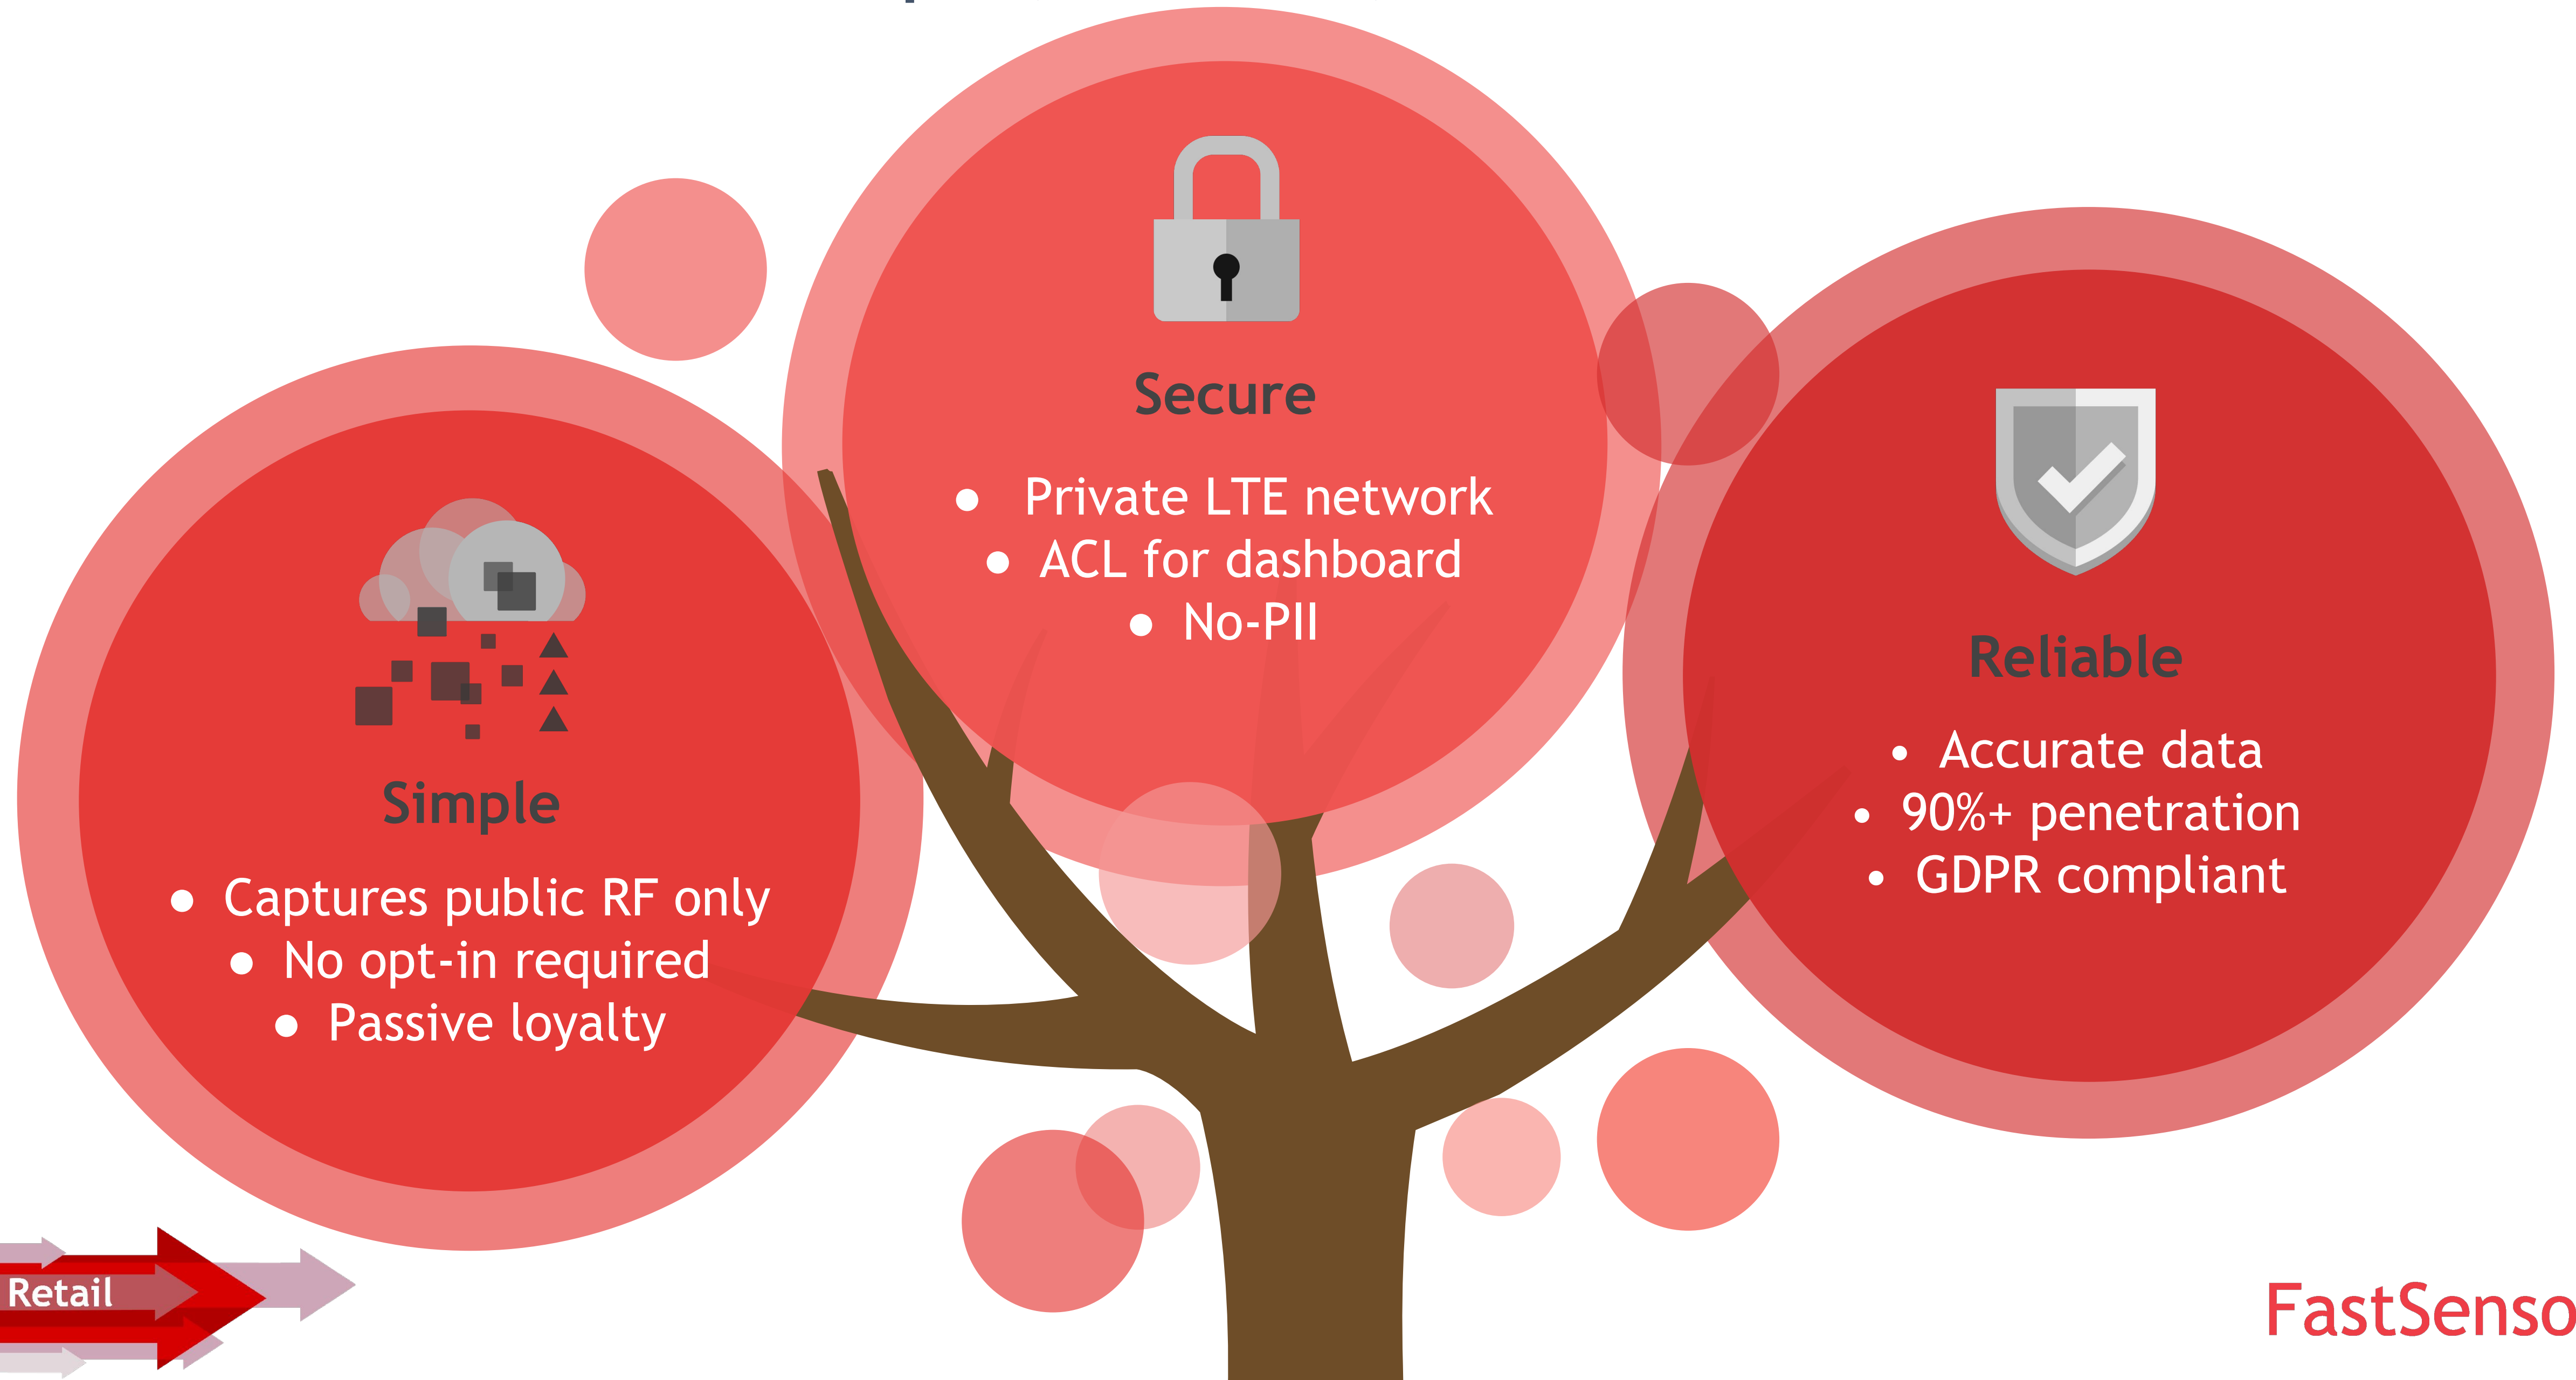 Secure
● Private LTE network
● ACL for dashboard
● No-PII
Simple
● Captures public RF only
● No opt-in required
● Passive loyalty
Reliable
• Accurate data
• 90%+ penetration
• GDPR compliant
Retail
FastSenso